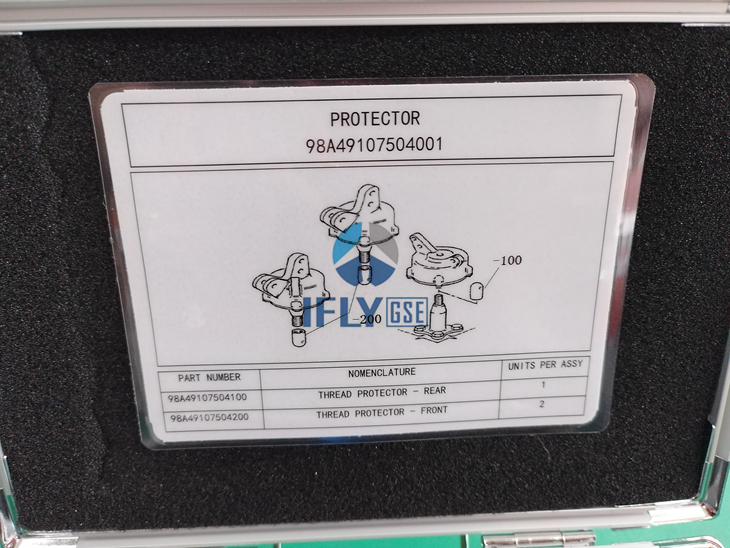 PROTECTOR
98A49107504001
-100
IFLY GSE
-200
PART NUMBER NOMENCLATURE UNITS PER ASSY
98A49107504100 THREAD PROTECTOR - REAR 1
98A49107504200 THREAD PROTECTOR - FRONT 2